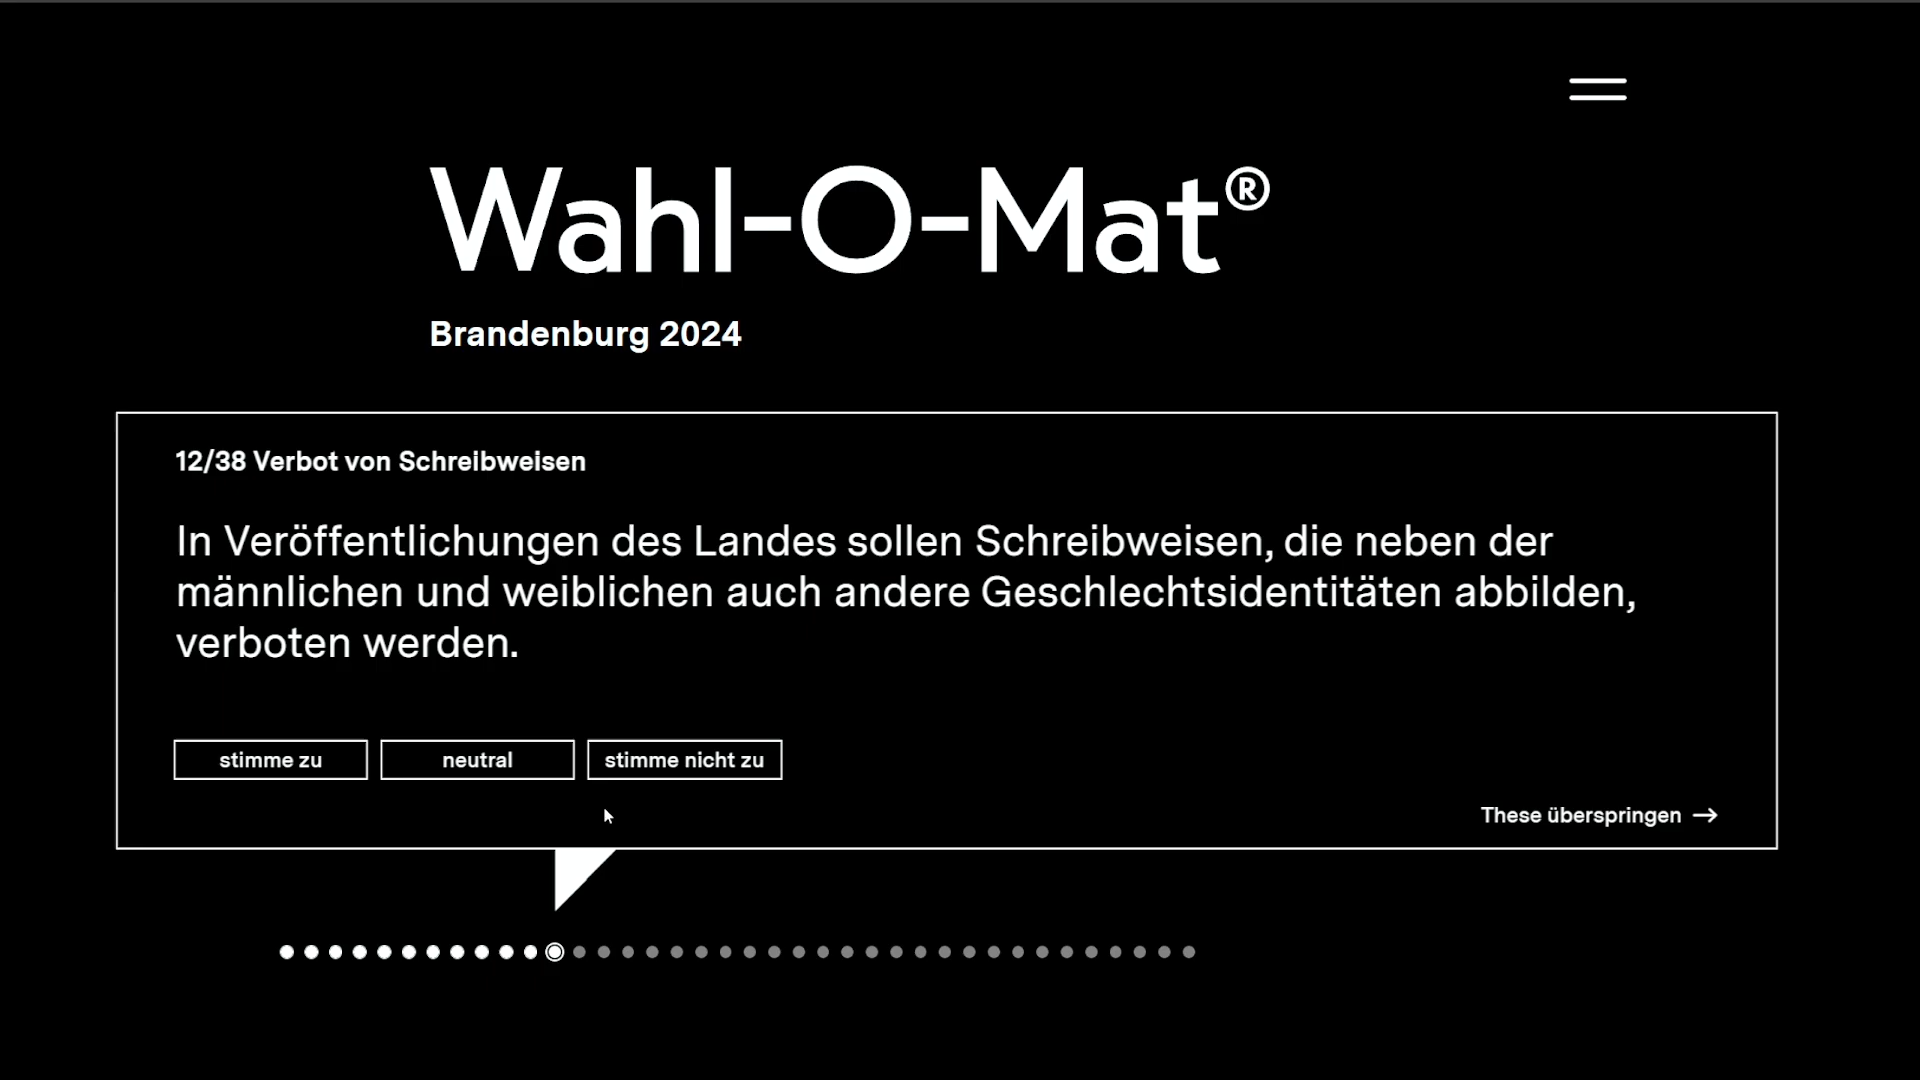 Wahl-O-Mat®
Brandenburg 2024
12/38 Verbot von Schreibweisen
In Veröffentlichungen des Landes sollen Schreibweisen, die neben der
männlichen und weiblichen auch andere Geschlechtsidentitäten abbilden,
verboten werden.
stimme zu neutral stimme nicht zu
These überspringen →